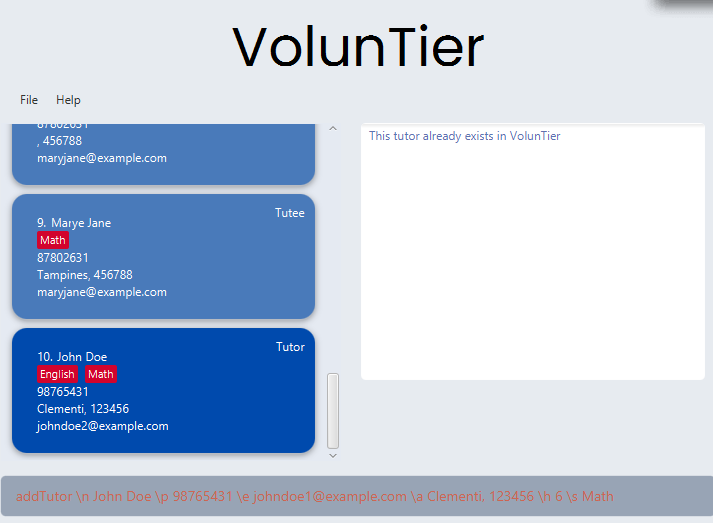 VolunTier
File Help
87802631
, 456788
maryjane@example.com
Tutee
9. Marye Jane
Math
87802631
Tampines, 456788
maryjane@example.com
Tutor
10. John Doe
English Math
98765431
Clementi, 123456
johndoe2@example.com
This tutor already exists in VolunTier
addTutor \n John Doe \p 98765431 \e johndoe1@example.com \a Clementi, 123456 \h 6 \s Math